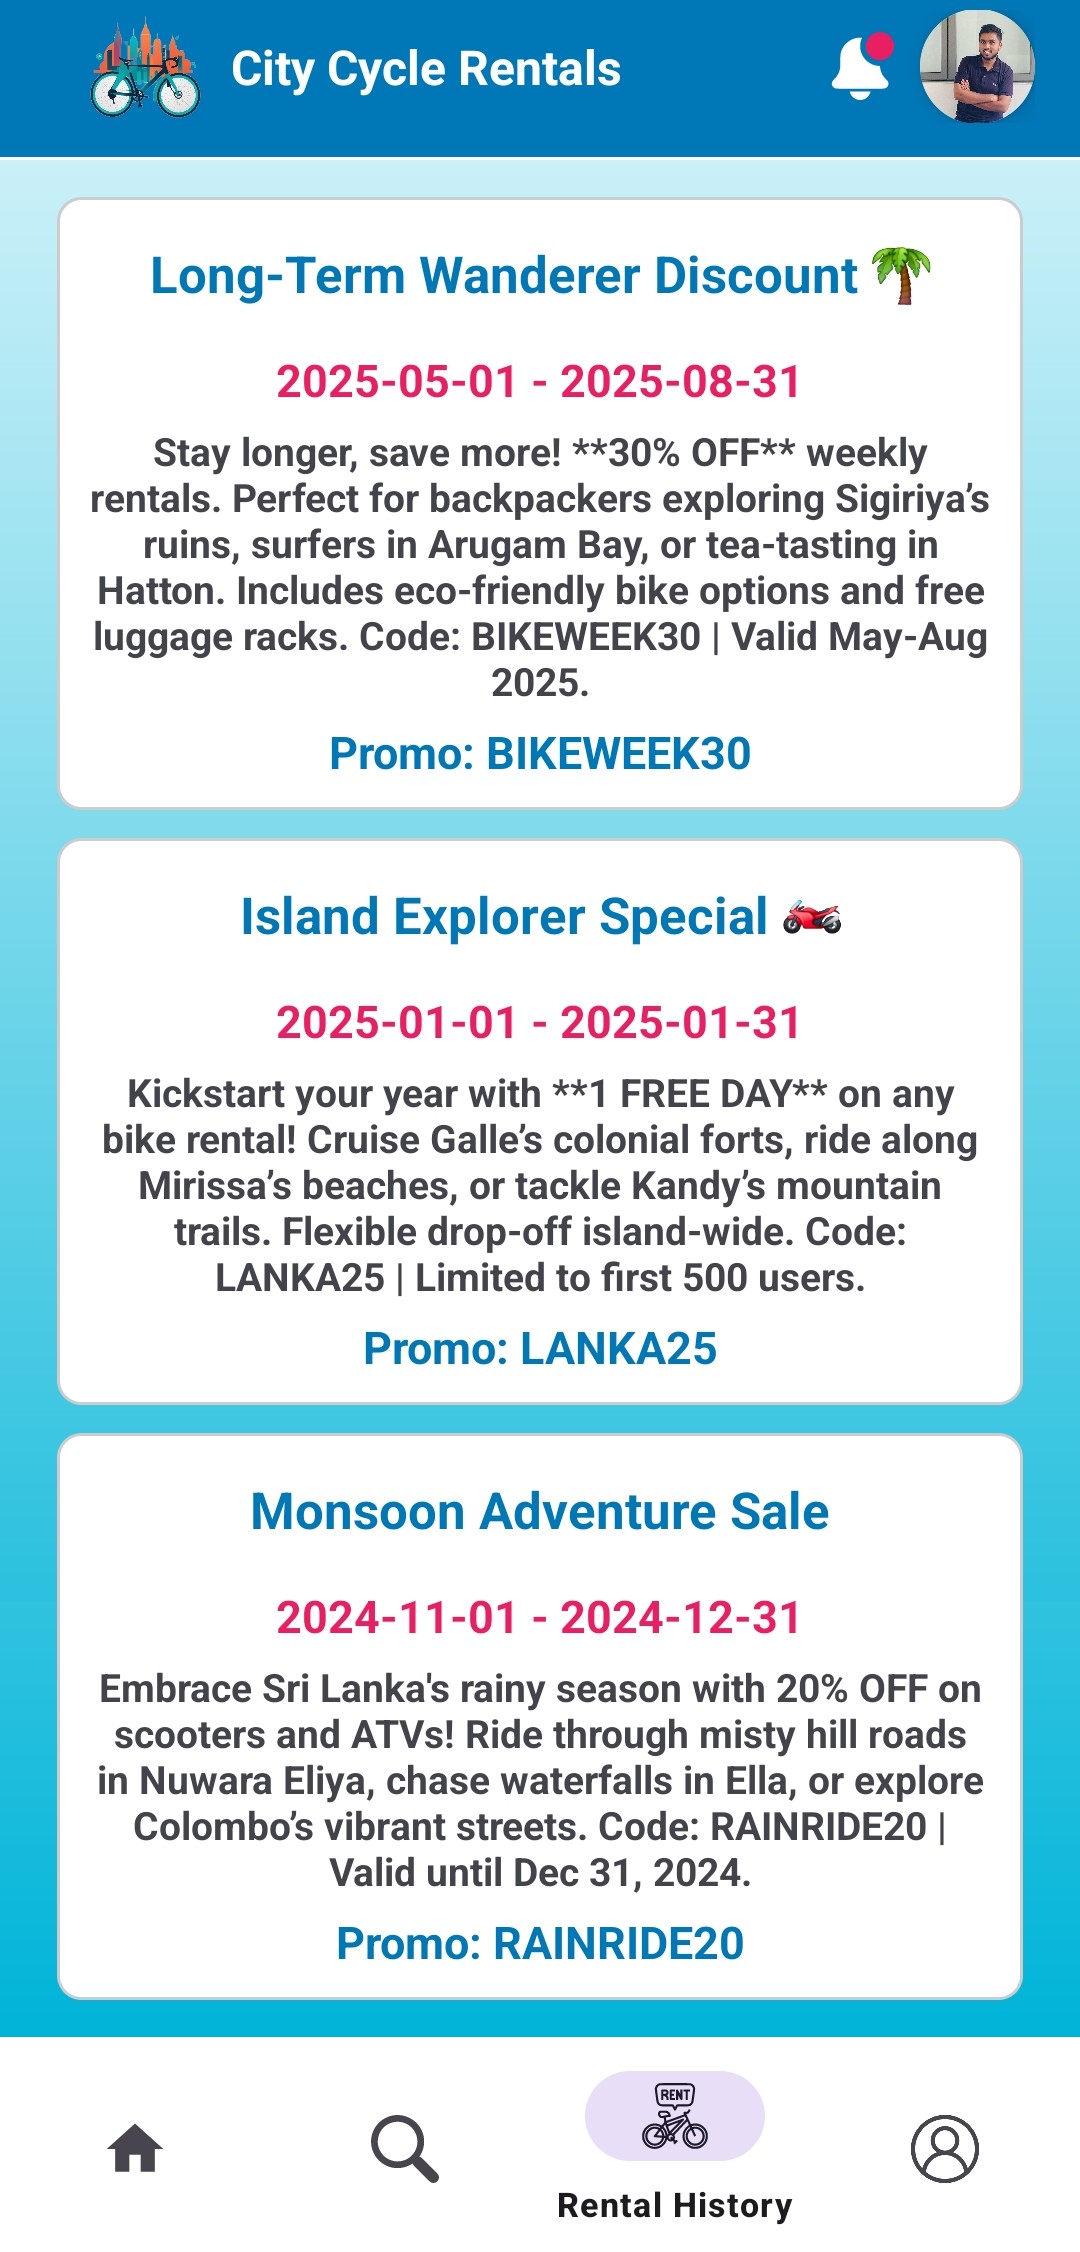 City Cycle Rentals
Long-Term Wanderer Discount 🌴
2025-05-01 - 2025-08-31
Stay longer, save more! **30% OFF** weekly
rentals. Perfect for backpackers exploring Sigiriya’s
ruins, surfers in Arugam Bay, or tea-tasting in
Hatton. Includes eco-friendly bike options and free
luggage racks. Code: BIKEWEEK30 | Valid May-Aug
2025.
Promo: BIKEWEEK30
Island Explorer Special 🏍️
2025-01-01 - 2025-01-31
Kickstart your year with **1 FREE DAY** on any
bike rental! Cruise Galle’s colonial forts, ride along
Mirissa’s beaches, or tackle Kandy’s mountain
trails. Flexible drop-off island-wide. Code:
LANKA25 | Limited to first 500 users.
Promo: LANKA25
Monsoon Adventure Sale
2024-11-01 - 2024-12-31
Embrace Sri Lanka's rainy season with 20% OFF on
scooters and ATVs! Ride through misty hill roads
in Nuwara Eliya, chase waterfalls in Ella, or explore
Colombo’s vibrant streets. Code: RAINRIDE20 |
Valid until Dec 31, 2024.
Promo: RAINRIDE20
RENT
Rental History